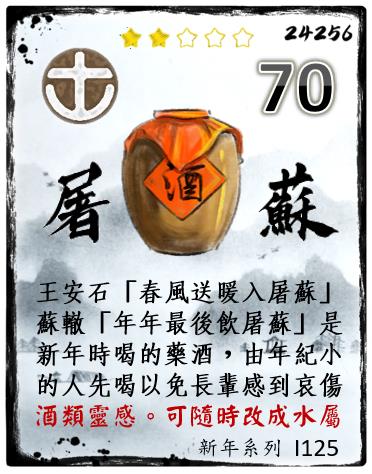 24256
土
70
屠 酒 蘇
王安石「春風送暖入屠蘇」
蘇轍「年年最後飲屠蘇」是
新年時喝的藥酒，由年紀小
的人先喝以免長輩感到哀傷
酒類靈感。可隨時改成水屬
新年系列 I125